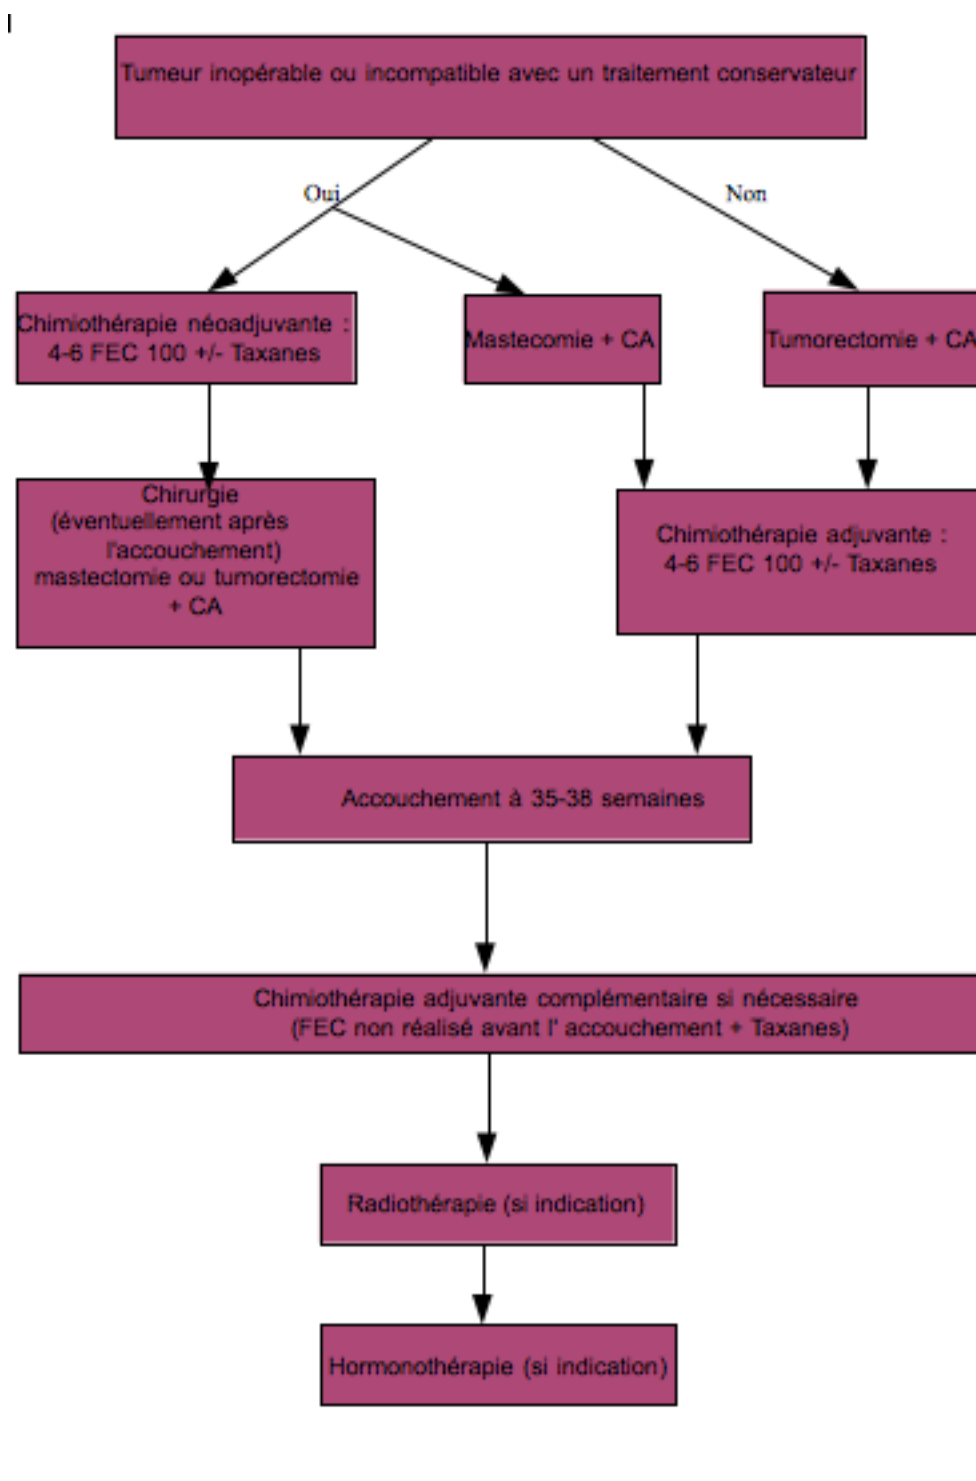 Tumeur inopérable ou incompatible avec un traitement conservateur
Oui
Non
Chimiothérapie néoadjuvante :
4-6 FEC 100 +/- Taxanes
Mastecomie + CA
Tumorectomie + CA
Chirurgie
(éventuellement après
l'accouchement)
mastectomie ou tumorectomie
+ CA
Chimiothérapie adjuvante :
4-6 FEC 100 +/- Taxanes
Accouchement à 35-38 semaines
Chimiothérapie adjuvante complémentaire si nécessaire
(FEC non réalisé avant l' accouchement + Taxanes)
Radiothérapie (si indication)
Hormonothérapie (si indication)